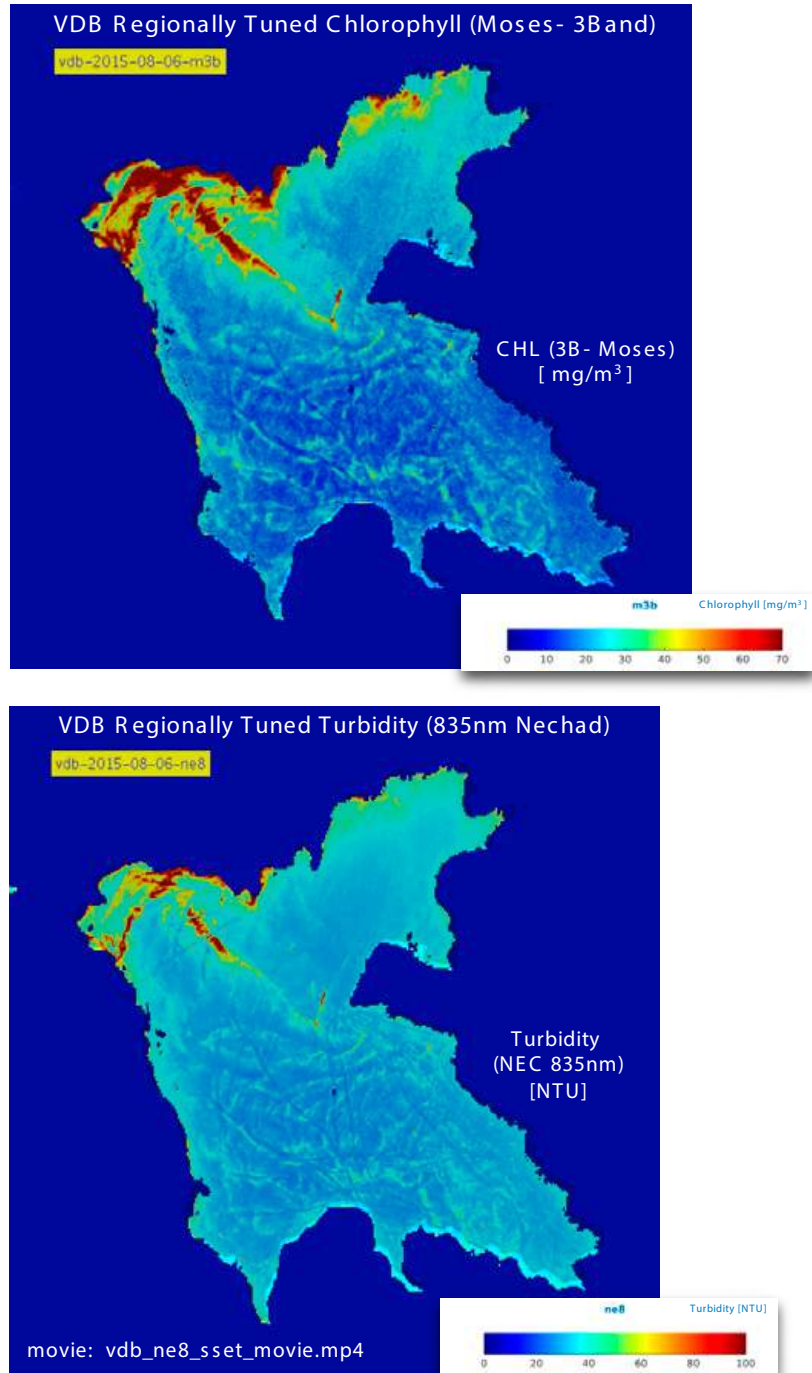 VDB Regionally Tuned Chlorophyll (Moses- 3Band)
vdb-2015-08-06-m3b
CHL (3B- Moses)
[ mg/m³ ]
m3b Chlorophyll [mg/m³]
0 10 20 30 40 50 60 70
VDB Regionally Tuned Turbidity (835nm Nechad)
vdb-2015-08-06-ne8
Turbidity
(NEC 835nm)
[NTU]
ne8 Turbidity [NTU]
movie: vdb_ne8_sset_movie.mp4
0 20 40 60 80 100